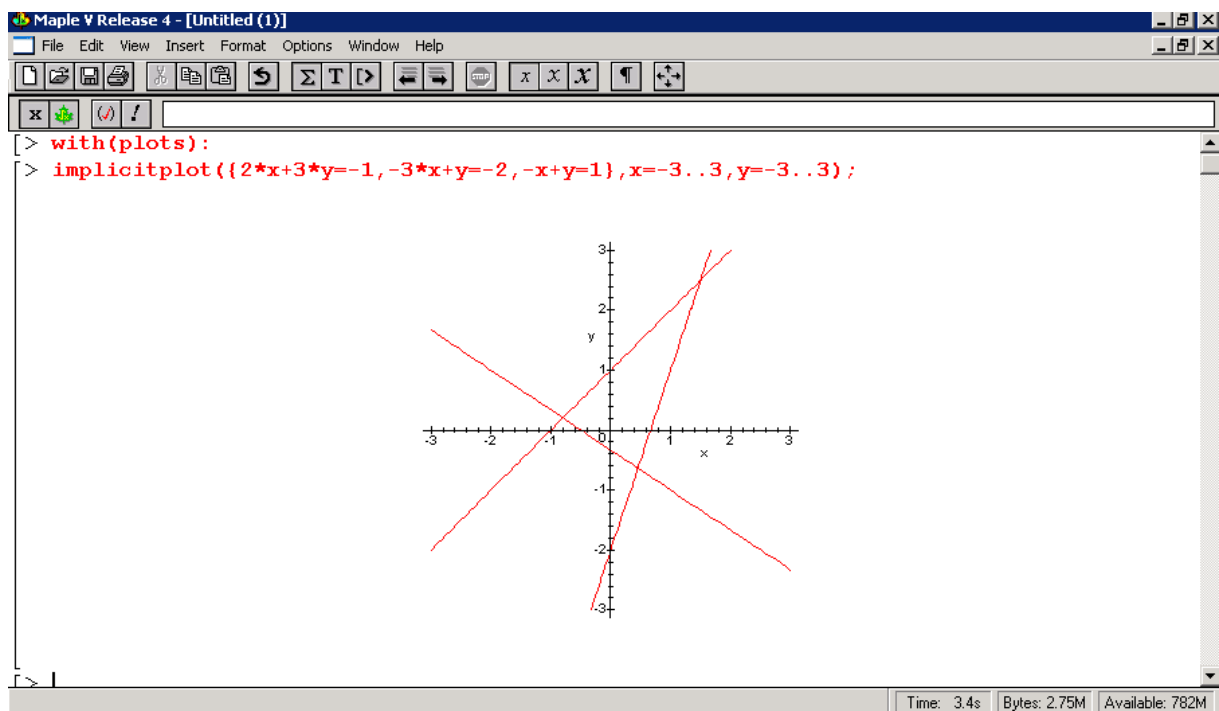 Maple V Release 4 - [Untitled (1)]
File Edit View Insert Format Options Window Help
Σ T [> STOP x x x ¶
x (√) !
[> with(plots):
[> implicitplot({2*x+3*y=-1,-3*x+y=-2,-x+y=1},x=-3..3,y=-3..3);
3
2
y
1
-3 -2 -1 0 1 2 3
x
-1
-2
-3
[>
Time: 3.4s Bytes: 2.75M Available: 782M